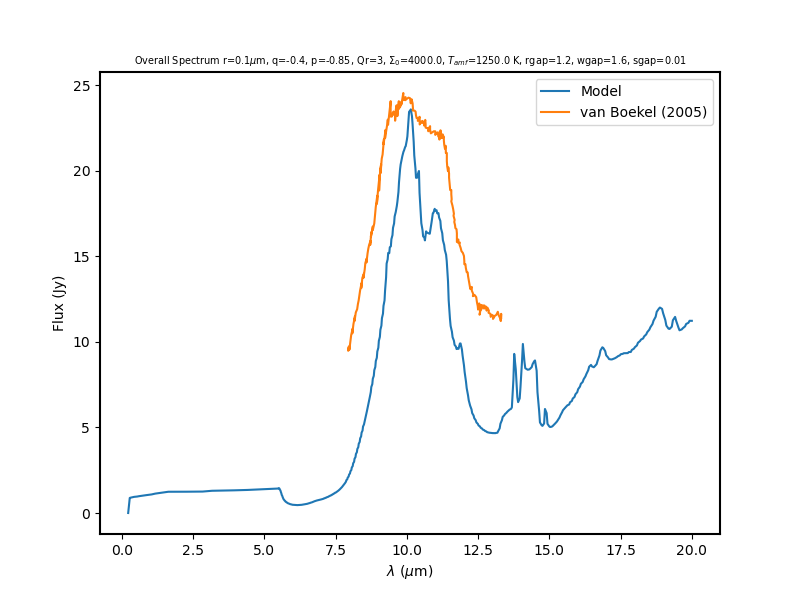 Overall Spectrum r=0.1μm, q=-0.4, p=-0.85, Qr=3, Σ₀=4000.0, T_amf=1250.0 K, rgap=1.2, wgap=1.6, sgap=0.01
Model
van Boekel (2005)
Flux (Jy)
25
20
15
10
5
0
0.0 2.5 5.0 7.5 10.0 12.5 15.0 17.5 20.0
λ (μm)